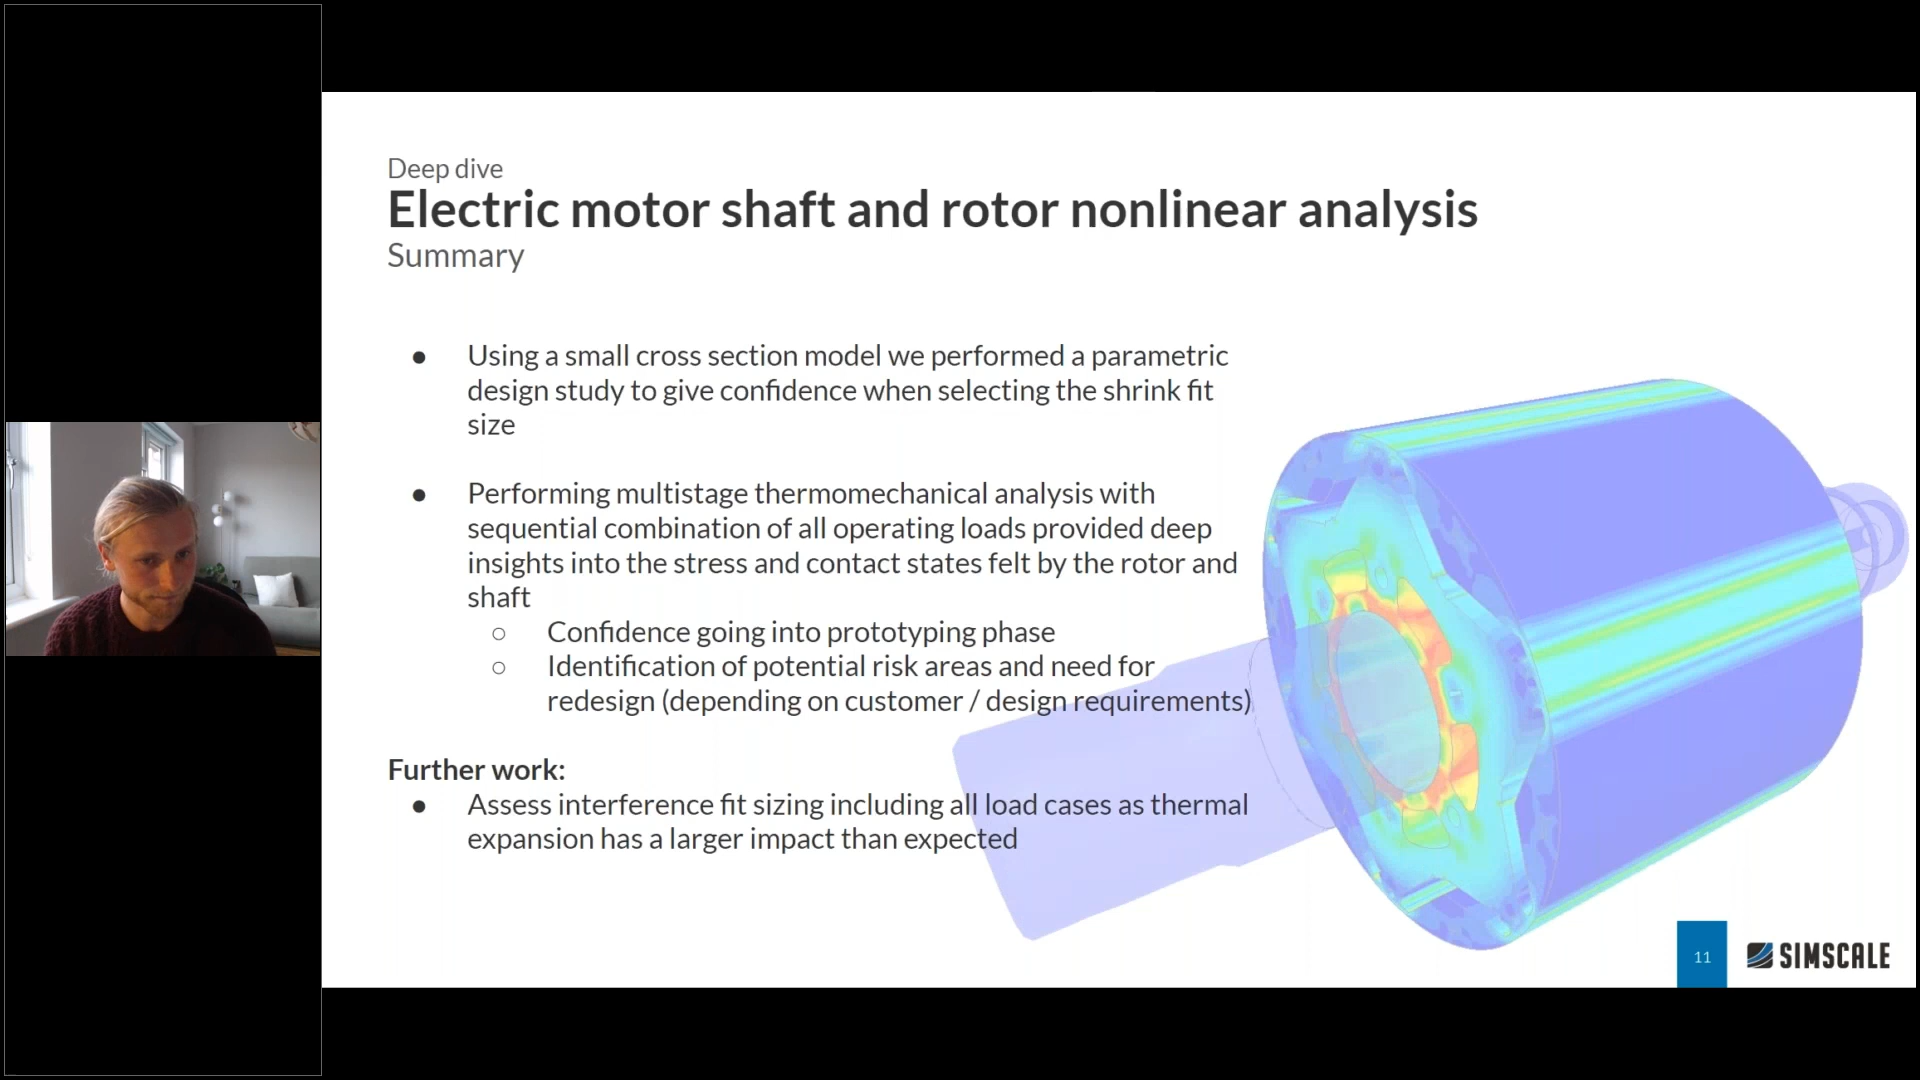 Deep dive
Electric motor shaft and rotor nonlinear analysis
Summary
● Using a small cross section model we performed a parametric
design study to give confidence when selecting the shrink fit
size
● Performing multistage thermomechanical analysis with
sequential combination of all operating loads provided deep
insights into the stress and contact states felt by the rotor and
shaft
○ Confidence going into prototyping phase
○ Identification of potential risk areas and need for
redesign (depending on customer / design requirements)
Further work:
● Assess interference fit sizing including all load cases as thermal
expansion has a larger impact than expected
11
SIMSCALE